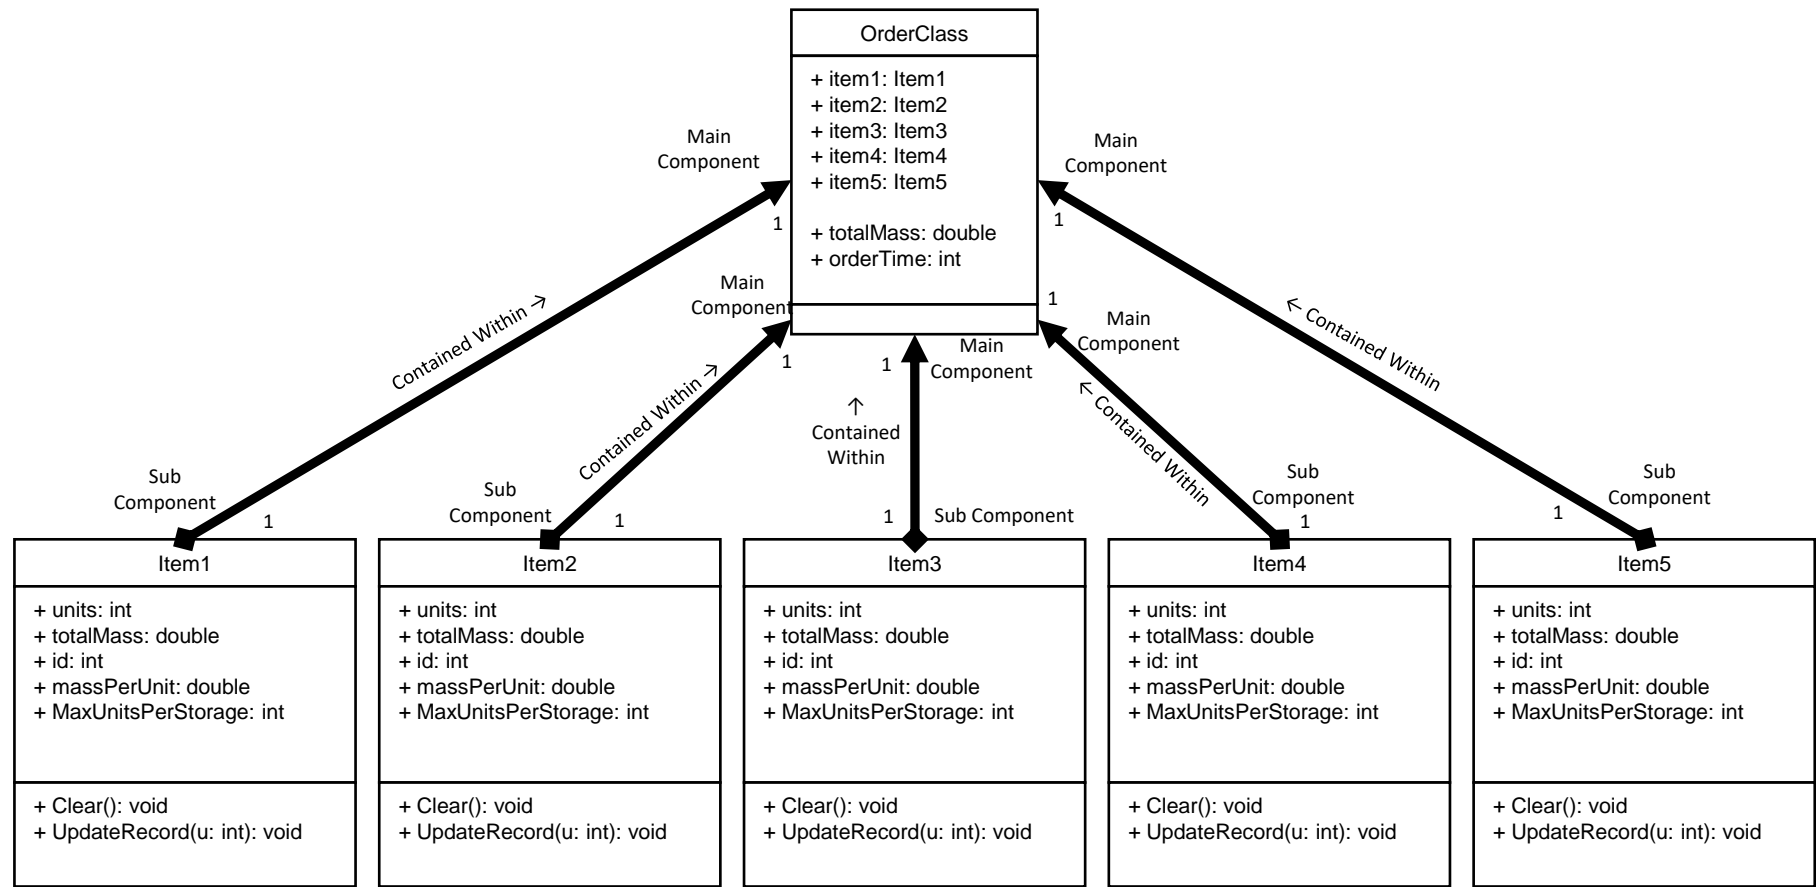 OrderClass
+ item1: Item1
+ item2: Item2
+ item3: Item3
+ item4: Item4
+ item5: Item5
+ totalMass: double
+ orderTime: int
Main
Component
1
Main
Component
1
Contained Within →
Main
Component
1
Contained Within →
1
Main
Component
↑
Contained
Within
1
Main
Component
← Contained Within
← Contained Within
Sub
Component
1
Sub
Component
1
1
Sub Component
Sub
Component
1
Sub
Component
1
Item1
+ units: int
+ totalMass: double
+ id: int
+ massPerUnit: double
+ MaxUnitsPerStorage: int
+ Clear(): void
+ UpdateRecord(u: int): void
Item2
+ units: int
+ totalMass: double
+ id: int
+ massPerUnit: double
+ MaxUnitsPerStorage: int
+ Clear(): void
+ UpdateRecord(u: int): void
Item3
+ units: int
+ totalMass: double
+ id: int
+ massPerUnit: double
+ MaxUnitsPerStorage: int
+ Clear(): void
+ UpdateRecord(u: int): void
Item4
+ units: int
+ totalMass: double
+ id: int
+ massPerUnit: double
+ MaxUnitsPerStorage: int
+ Clear(): void
+ UpdateRecord(u: int): void
Item5
+ units: int
+ totalMass: double
+ id: int
+ massPerUnit: double
+ MaxUnitsPerStorage: int
+ Clear(): void
+ UpdateRecord(u: int): void